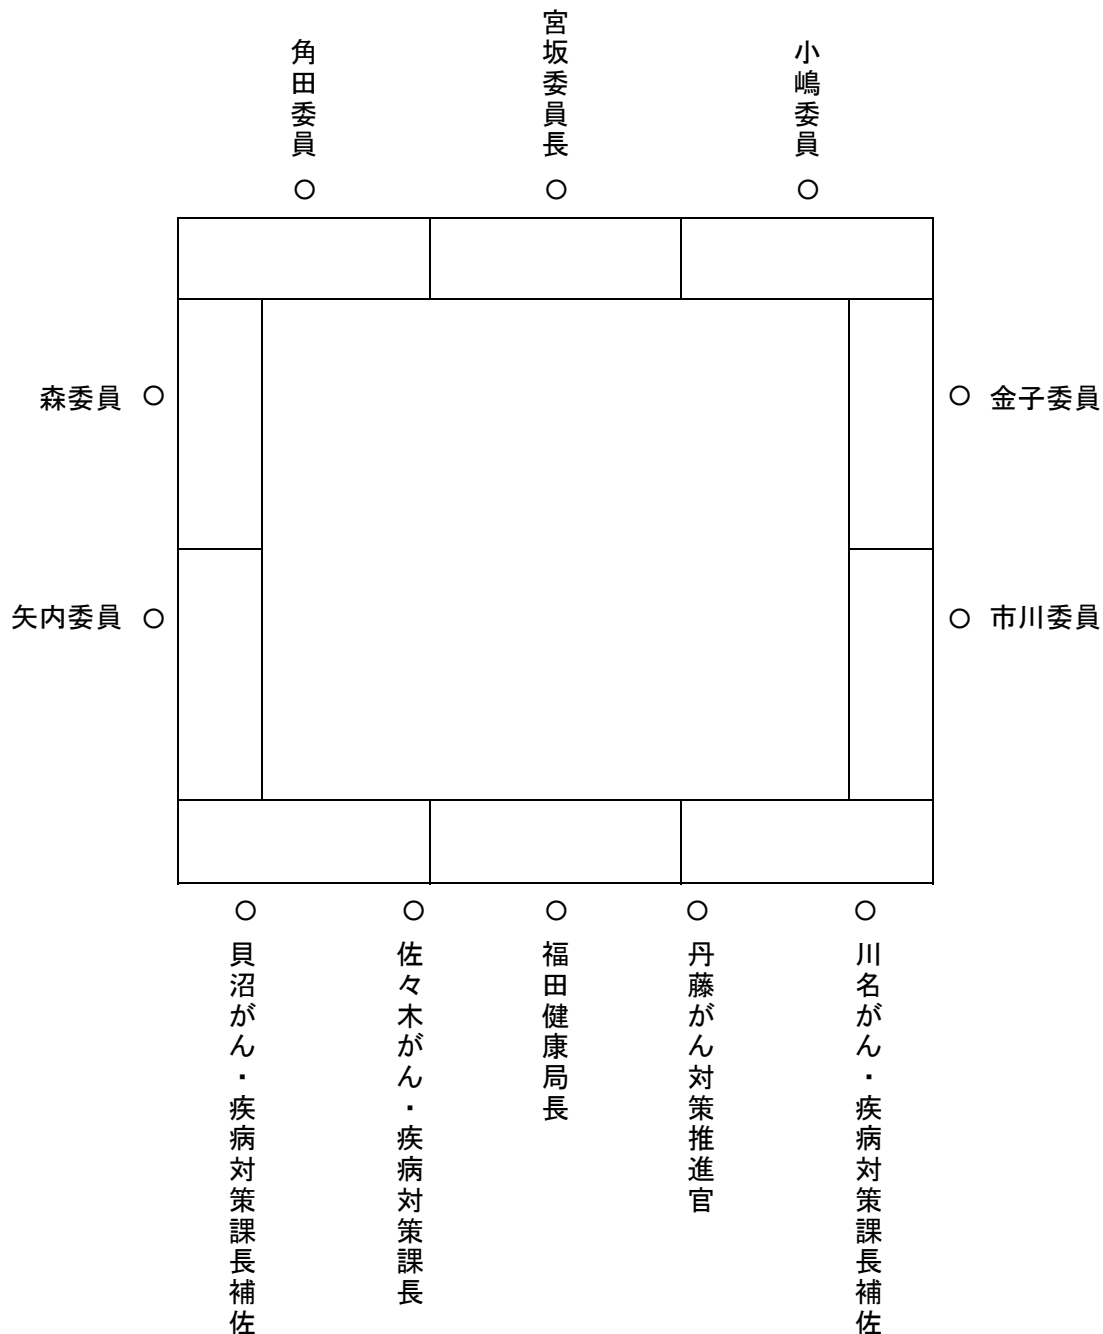 角田委員
宮坂委員長
小嶋委員
森委員
金子委員
矢内委員
市川委員
貝沼がん・疾病対策課長補佐
佐々木がん・疾病対策課長
福田健康局長
丹藤がん対策推進官
川名がん・疾病対策課長補佐